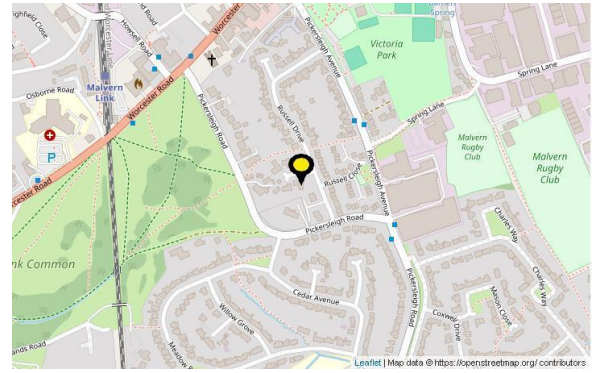 Howsell Road
Road
Worcester
Pickersleigh Avenue
Spring
Victoria
Park
Spring Lane
Malvern
Link
Osborne Road
Worcester Road
Pickersleigh Road
Russell Drive
Spring Lane
Malvern
Rugby
Club
Malvern
Rugby
Club
P
Russell Close
Pickersleigh Avenue
Pickersleigh Road
nk Common
Charles Way
Cedar Avenue
Willow Grove
Pickersleigh Road
Coxwell Drive
Mason Close
Charles Way
ands Road
Meadow
Leaflet | Map data © https://openstreetmap.org/ contributors